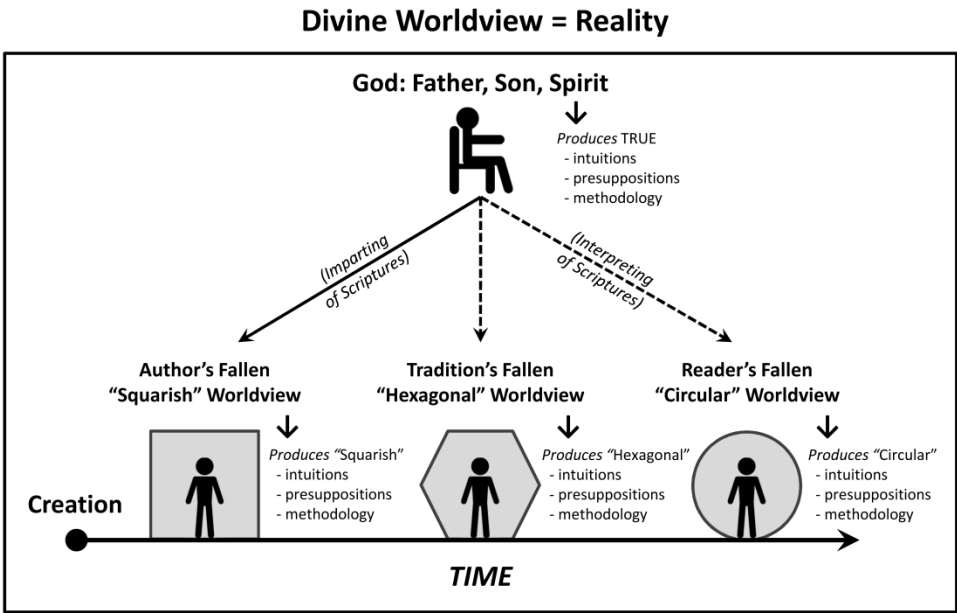 Divine Worldview = Reality
God: Father, Son, Spirit
Produces TRUE
- intuitions
- presuppositions
- methodology
(Imparting
of Scriptures)
(Interpreting
of Scriptures)
Author's Fallen
“Squarish” Worldview
Tradition's Fallen
“Hexagonal” Worldview
Reader's Fallen
“Circular” Worldview
Produces “Squarish”
- intuitions
- presuppositions
- methodology
Produces “Hexagonal”
- intuitions
- presuppositions
- methodology
Produces “Circular”
- intuitions
- presuppositions
- methodology
Creation
TIME